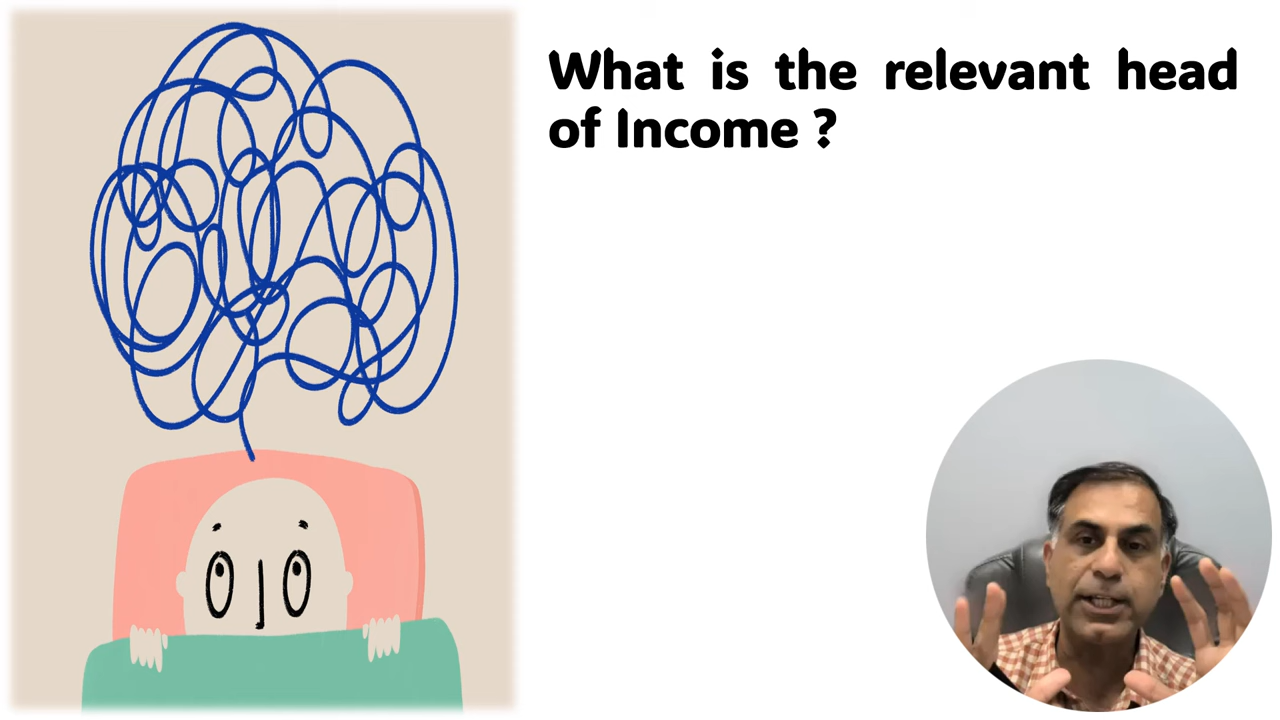 What is the relevant head
of Income ?